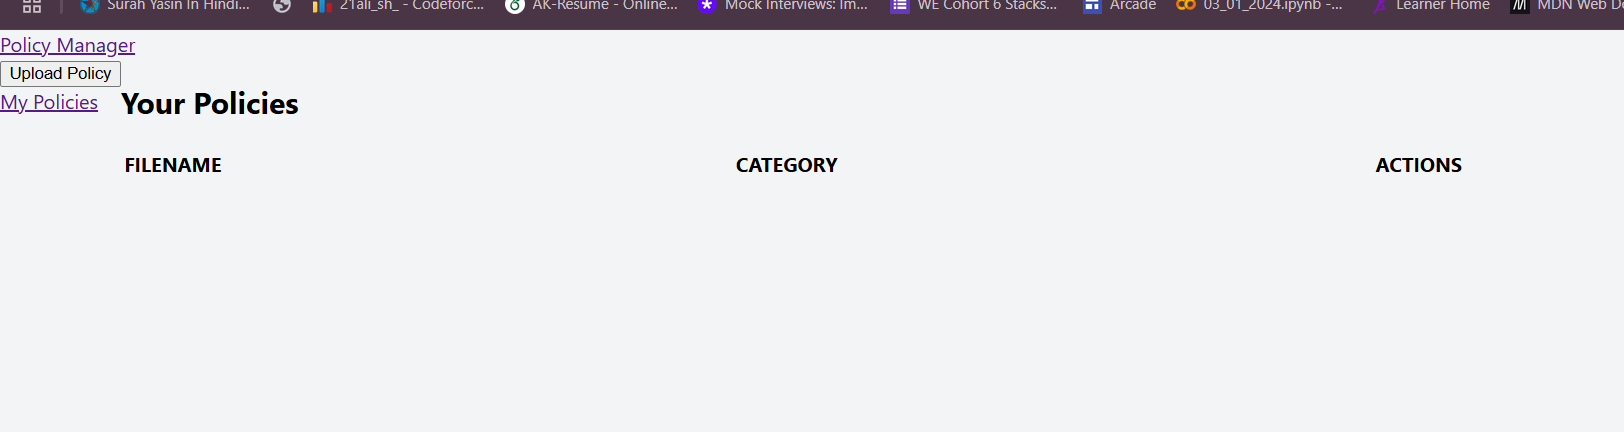 Surah Yasin In Hindi... 21ali_sh_ - Codeforc... AK-Resume - Online... Mock Interviews: Im... WE Cohort 6 Stacks... Arcade 03_01_2024.ipynb -... Learner Home MDN Web
Policy Manager
Upload Policy
My Policies
Your Policies
FILENAME CATEGORY ACTIONS